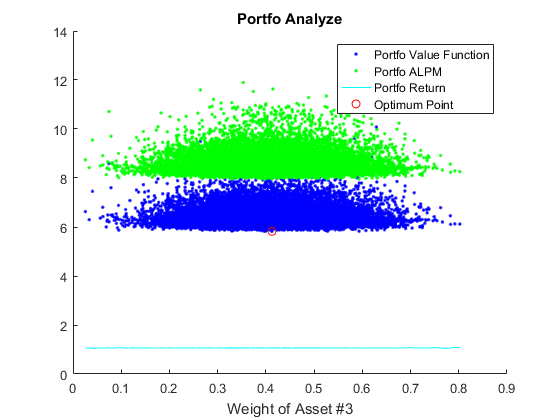 Portfo Analyze
14
12
10
8
6
4
2
0
Portfo Value Function
Portfo ALPM
Portfo Return
Optimum Point
0 0.1 0.2 0.3 0.4 0.5 0.6 0.7 0.8 0.9
Weight of Asset #3